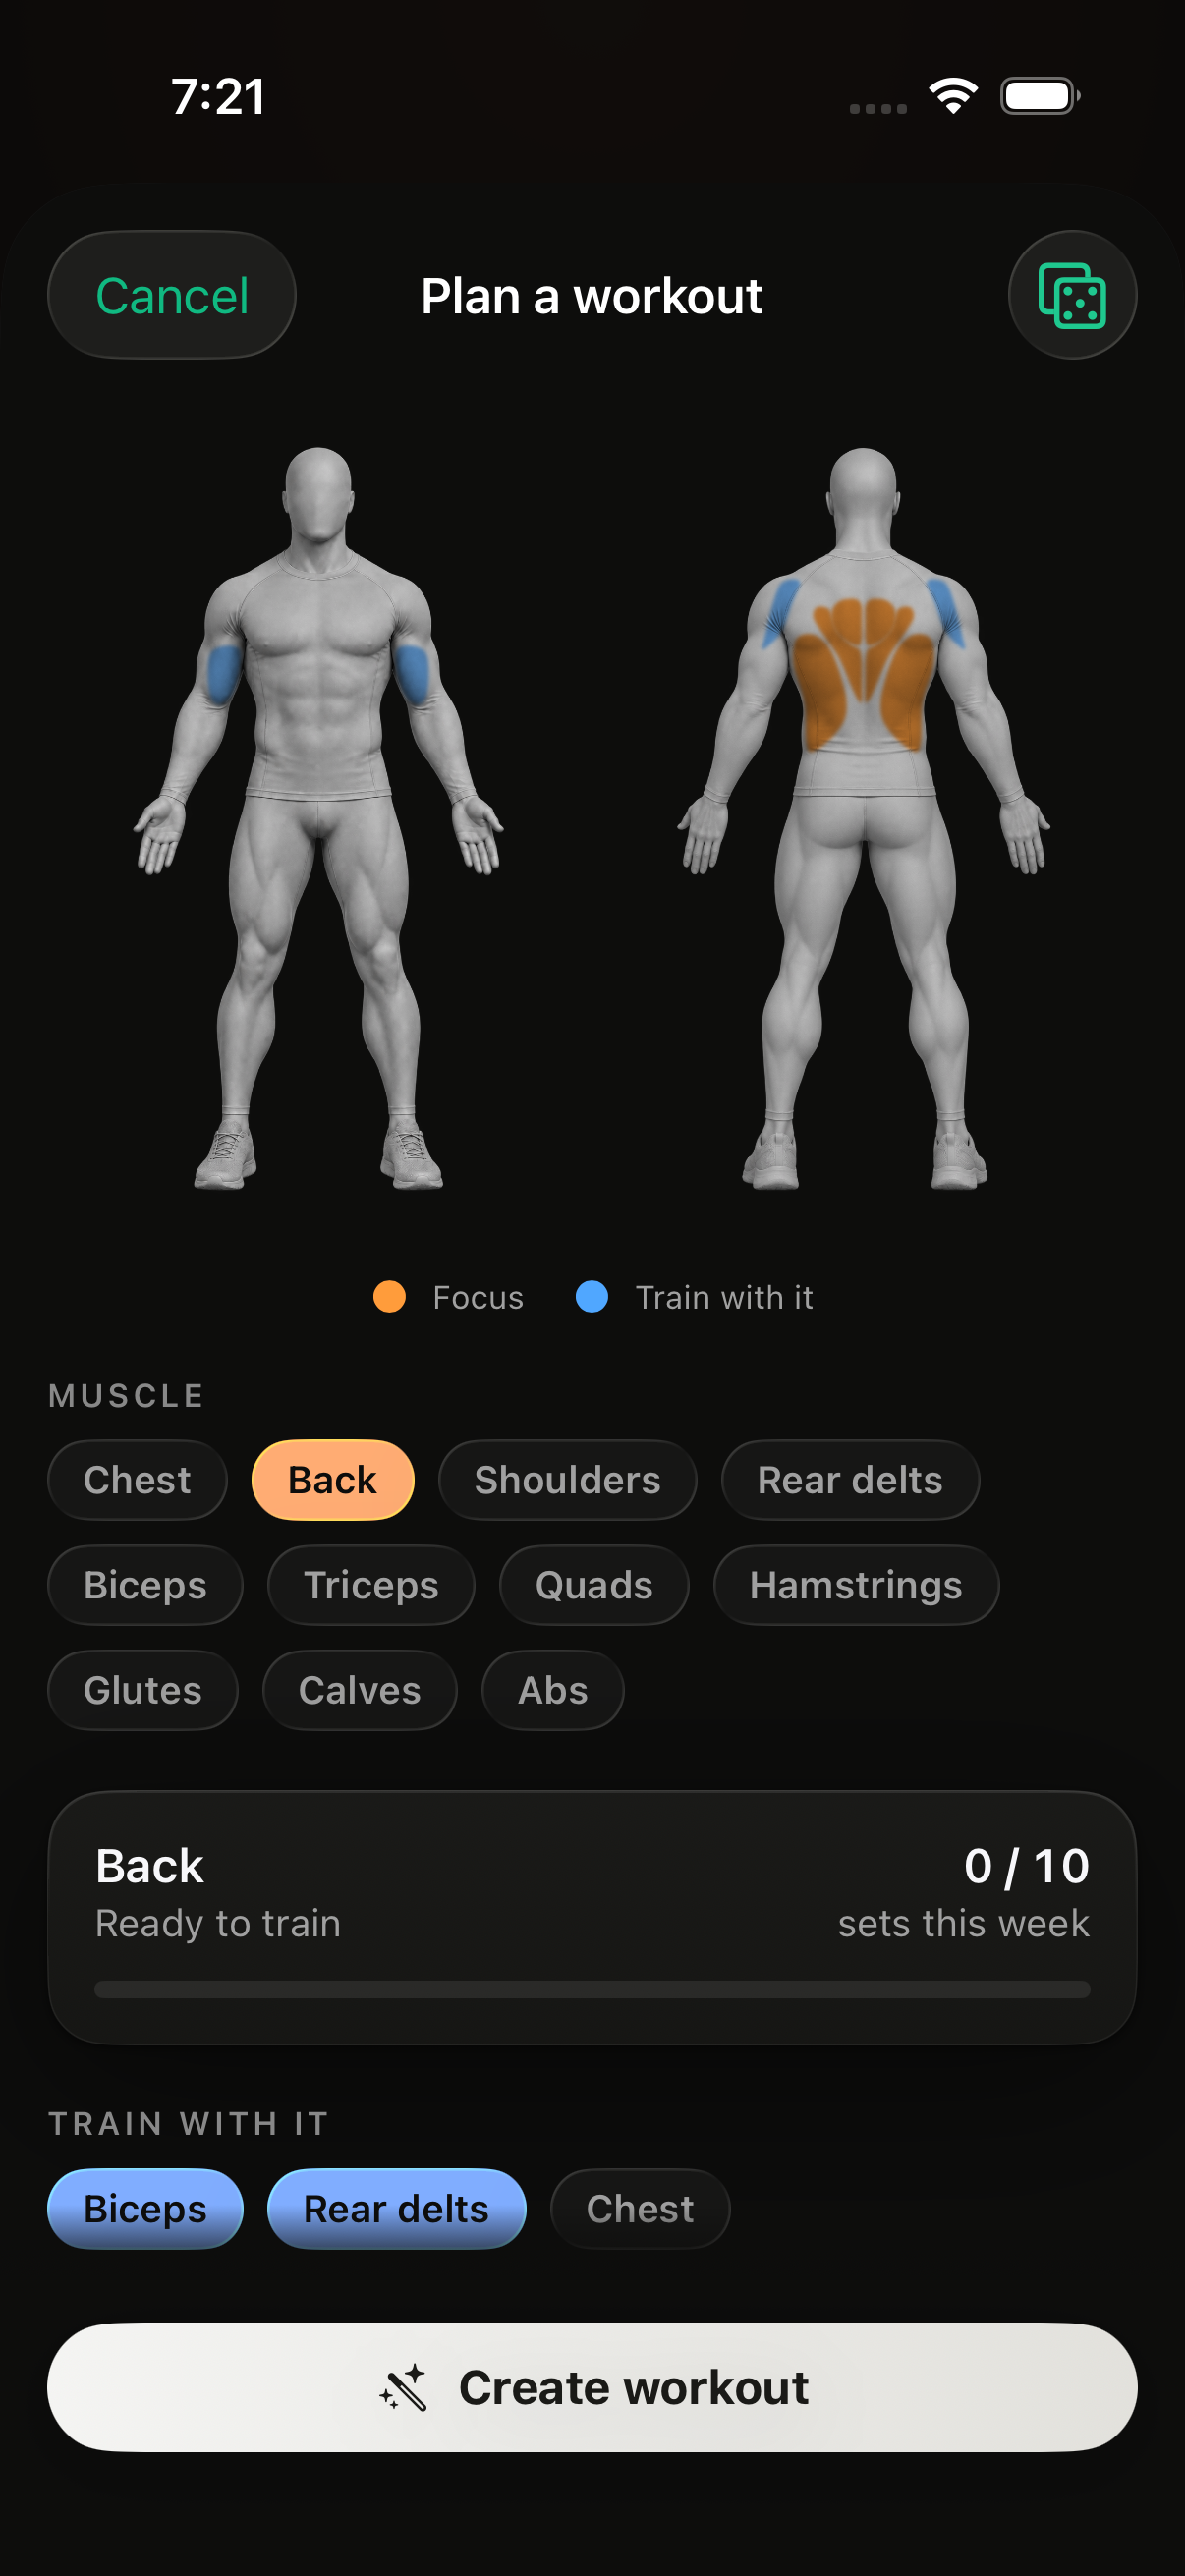 7:21
Cancel
Plan a workout
Focus
Train with it
MUSCLE
Chest
Back
Shoulders
Rear delts
Biceps
Triceps
Quads
Hamstrings
Glutes
Calves
Abs
Back
0 / 10
Ready to train
sets this week
TRAIN WITH IT
Biceps
Rear delts
Chest
Create workout